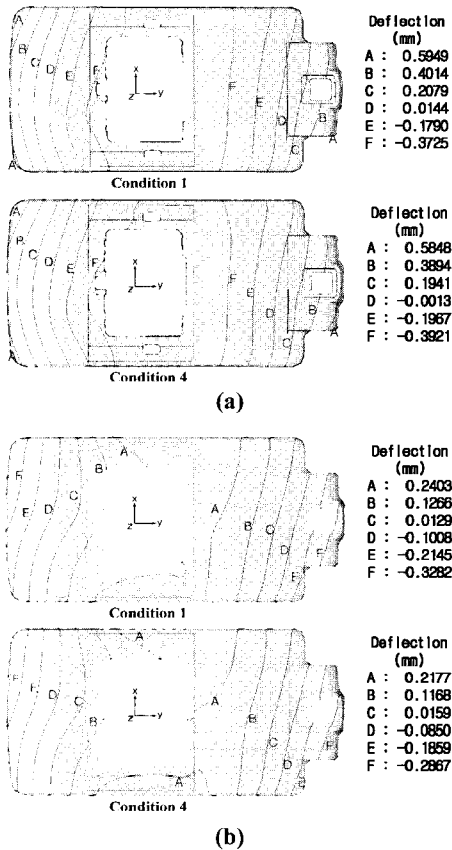 Deflection
(mm)
A : 0.5949
B : 0.4014
C : 0.2079
D : 0.0144
E : -0.1790
F : -0.3725
A
B
C
D
E
F
x
z
y
F
E
D
B
C
A
A
Condition 1
Deflection
(mm)
A : 0.5848
B : 0.3894
C : 0.1941
D : -0.0013
E : -0.1967
F : -0.3921
A
B
C
D
E
F
x
z
y
F
E
D
B
C
A
A
Condition 4
(a)
Deflection
(mm)
A : 0.2403
B : 0.1266
C : 0.0129
D : -0.1008
E : -0.2145
F : -0.3282
A
B
F
E
D
C
x
z
y
A
B
C
D
E
F
Condition 1
Deflection
(mm)
A : 0.2177
B : 0.1168
C : 0.0159
D : -0.0850
E : -0.1859
F : -0.2867
A
F
F
D
C
B
x
z
y
A
B
C
D
F
A
Condition 4
(b)